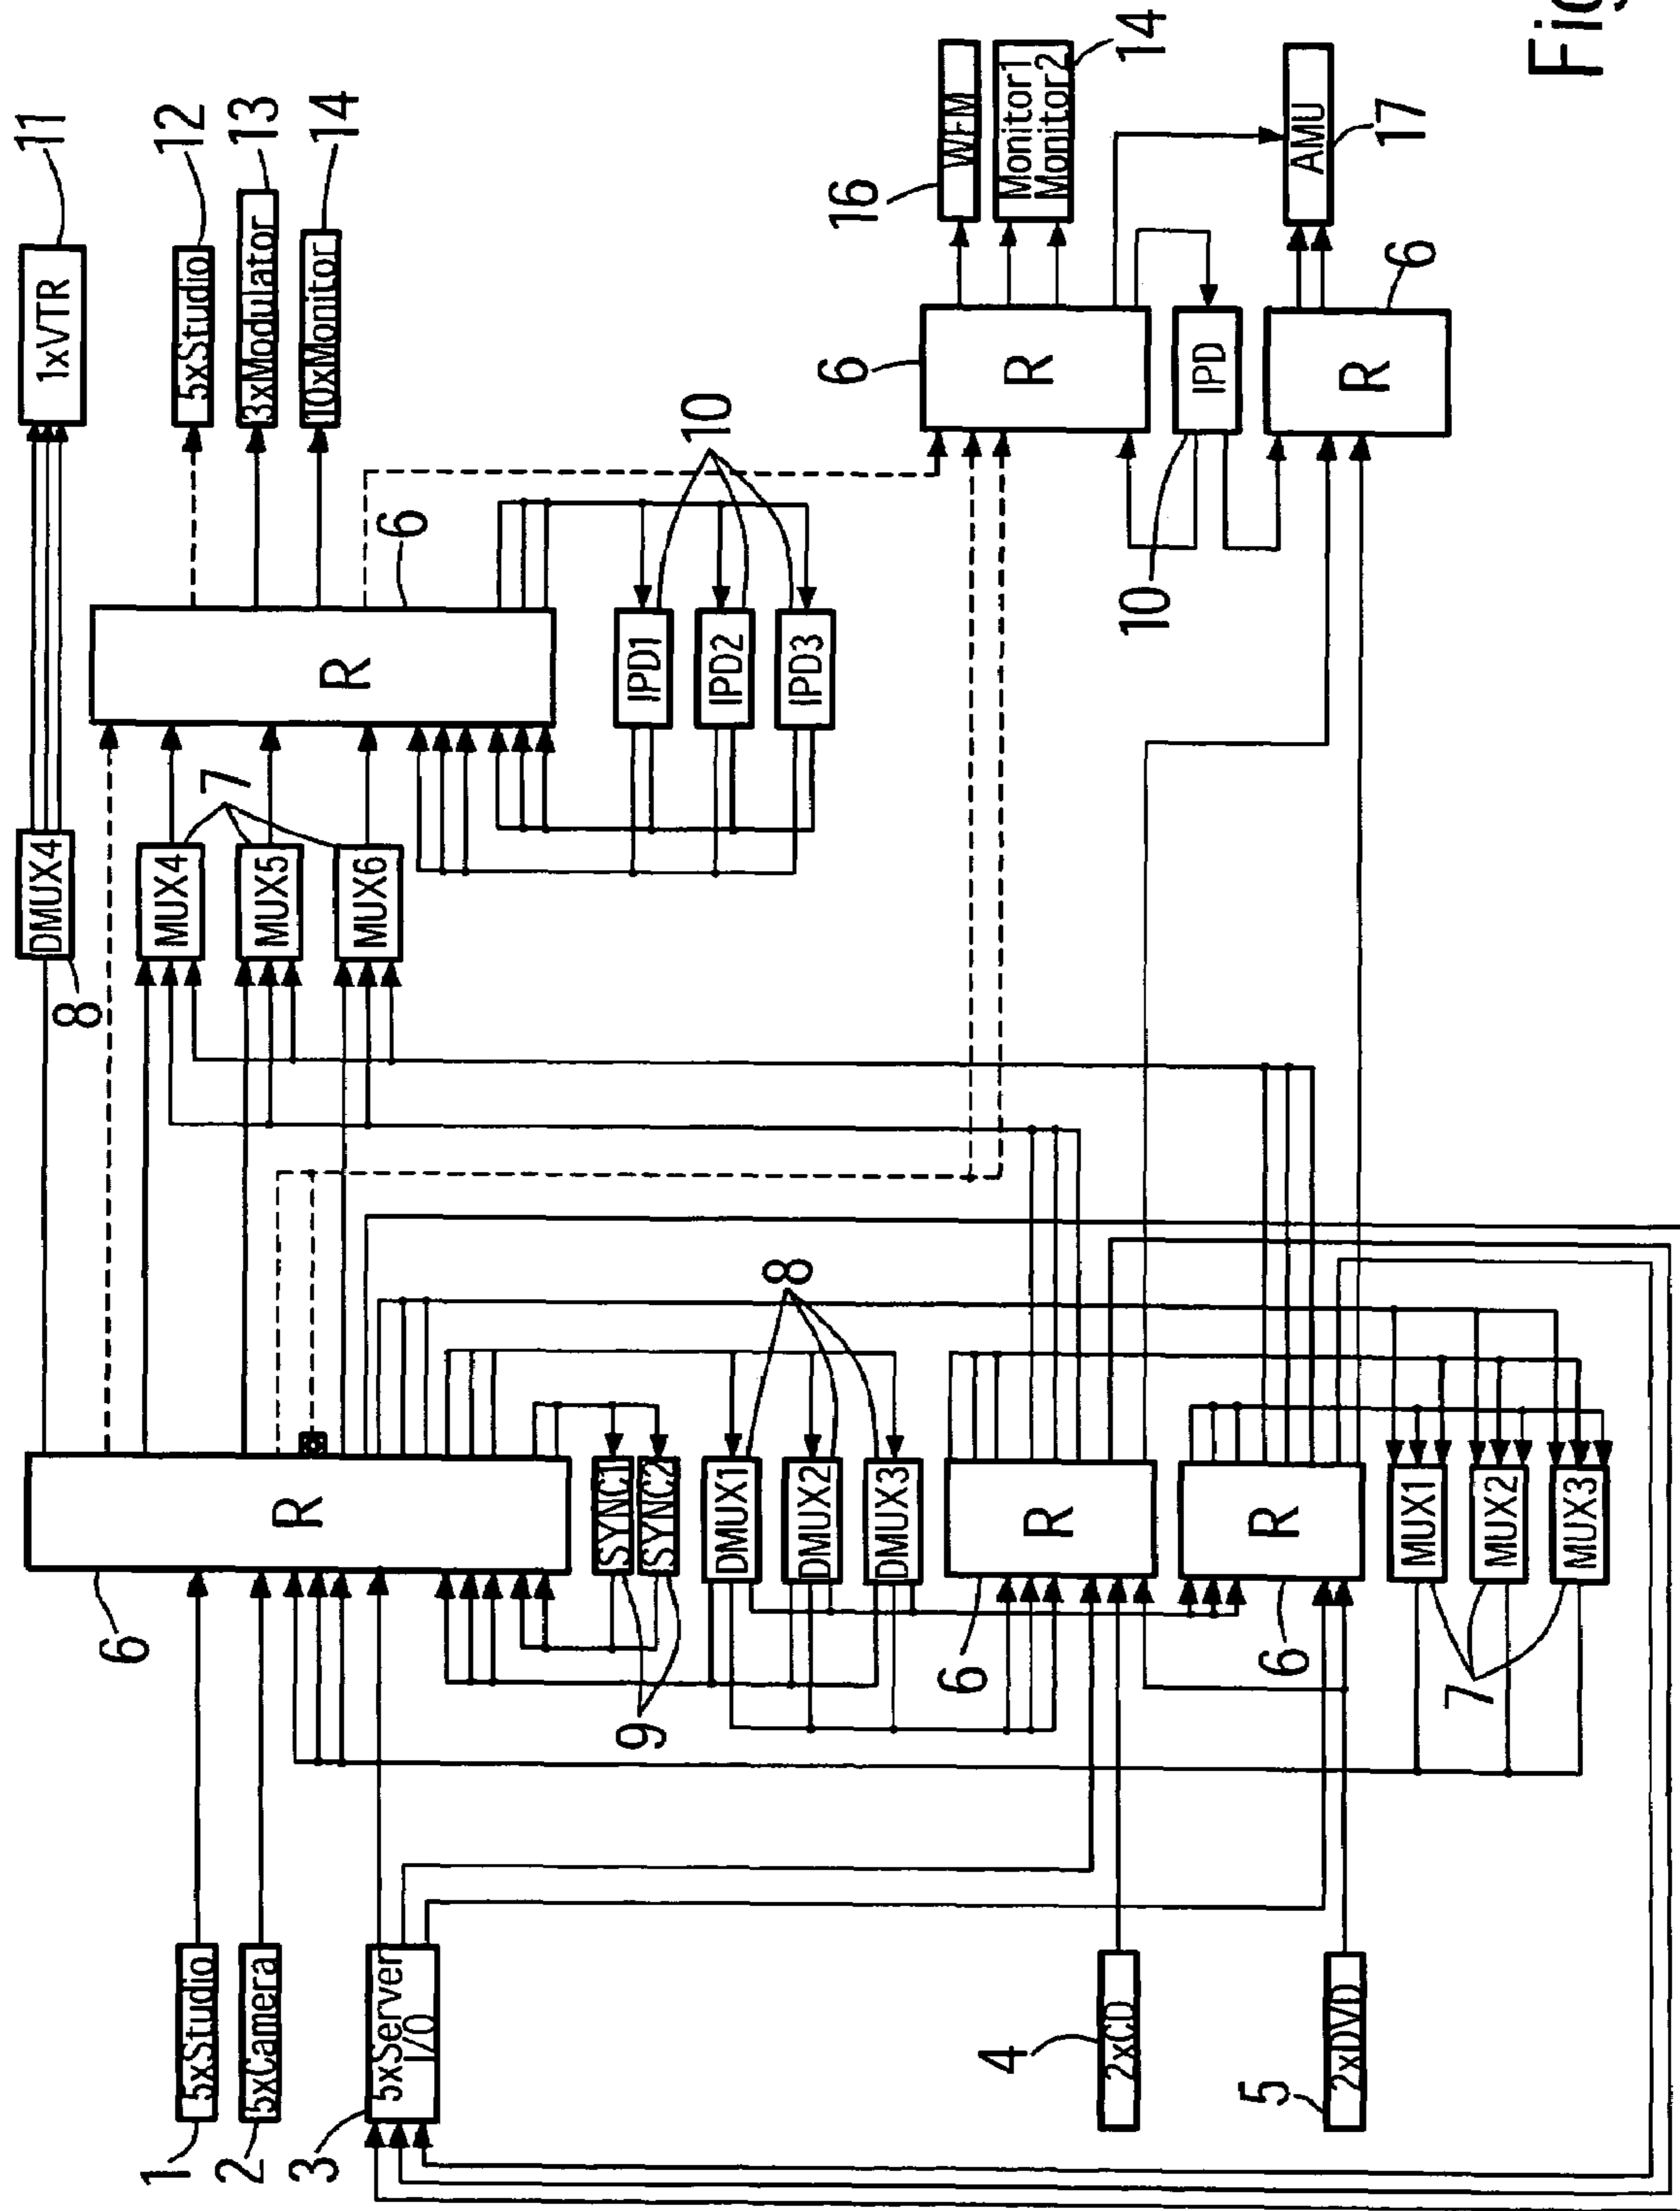 1
5xStudio
2
5xCamera
3
5xServer
I/O
4
2xCD
5
2xDVD
6
R
SYNC1
SYNC2
9
DMUX1
DMUX2
DMUX3
8
6
R
6
R
MUX1
MUX2
MUX3
7
8
DMUX4
MUX4
MUX5
MUX6
7
R
6
IPD1
IPD2
IPD3
10
1xVTR
11
5xStudio
12
3xModulator
13
10xMonitor
14
6
R
10
IPD
R
6
16
WFM
Monitor1
Monitor2
14
AMU
17
Fig